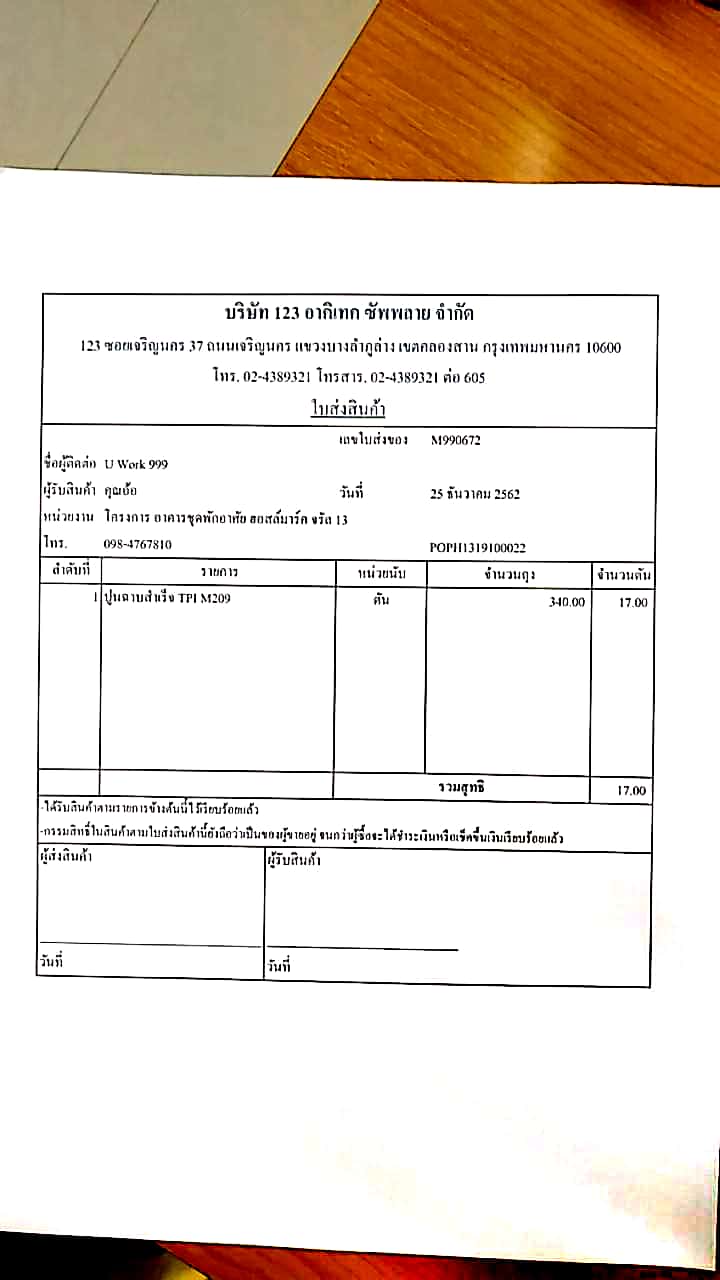 บริษัท 123 อากิเทค ซัพพลาย จำกัด
123 ซอยเจริญนคร 37 ถนนเจริญนคร แขวงบางลำภูล่าง เขตคลองสาน กรุงเทพมหานคร 10600
โทร. 02-4389321 โทรสาร. 02-4389321 ต่อ 605
ใบส่งสินค้า
เลขใบส่งของ M990672
ชื่อผู้ติดต่อ U Work 999
ผู้รับสินค้า คุณอ้อ วันที่ 25 ธันวาคม 2562
หน่วยงาน โครงการ อาคารชุดพักอาศัย ฮอลล์มาร์ค จรัล 13
โทร. 098-4767810 POPH1319100022
ลำดับที่ รายการ หน่วยนับ จำนวนถุง จำนวนตัน
1 ปูนฉาบสำเร็จ TPI M209 ตัน 340.00 17.00
รวมสุทธิ 17.00
-ได้รับสินค้าตามรายการข้างต้นนี้ไว้เรียบร้อยแล้ว
-กรรมสิทธิ์ในสินค้าตามใบส่งสินค้านี้ยังถือว่าเป็นของผู้ขายอยู่ จนกว่าผู้ซื้อจะได้ชำระเงินหรือเช็คขึ้นเงินเรียบร้อยแล้ว
ผู้ส่งสินค้า ผู้รับสินค้า
วันที่ วันที่